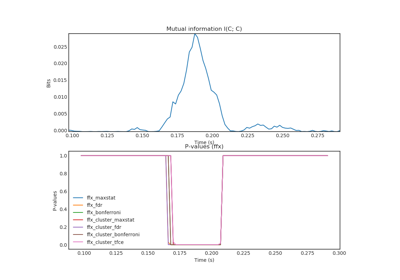 Mutual information I(C; C)
0.025
0.020
0.015
0.010
0.005
0.000
Bits
0.100 0.125 0.150 0.175 0.200 0.225 0.250 0.275 0.300
Time (s)
P-values (ffx)
1.0
0.8
0.6
0.4
0.2
0.0
P-values
ffx_maxstat
ffx_fdr
ffx_bonferroni
ffx_cluster_maxstat
ffx_cluster_fdr
ffx_cluster_bonferroni
ffx_cluster_tfce
0.100 0.125 0.150 0.175 0.200 0.225 0.250 0.275 0.300
Time (s)